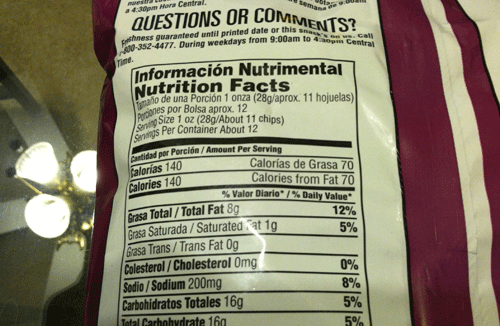 a 4:30pm Hora Central.
semana de
QUESTIONS OR COMMENTS?
Freshness guaranteed until printed date or this snack's on us. Call
1-800-352-4477. During weekdays from 9:00am to 4:30pm Central
Time.
Información Nutrimental
Nutrition Facts
Tamaño de una Porción 1 onza (28g/aprox. 11 hojuelas)
Porciones por Bolsa aprox. 12
Serving Size 1 oz (28g/About 11 chips)
Servings Per Container About 12
Cantidad por Porción / Amount Per Serving
Calorías 140 Calorías de Grasa 70
Calories 140 Calories from Fat 70
% Valor Diario* / % Daily Value*
Grasa Total / Total Fat 8g 12%
Grasa Saturada / Saturated Fat 1g 5%
Grasa Trans / Trans Fat 0g
Colesterol / Cholesterol 0mg 0%
Sodio / Sodium 200mg 8%
Carbohidratos Totales 16g 5%
Total Carbohydrate 16g 5%